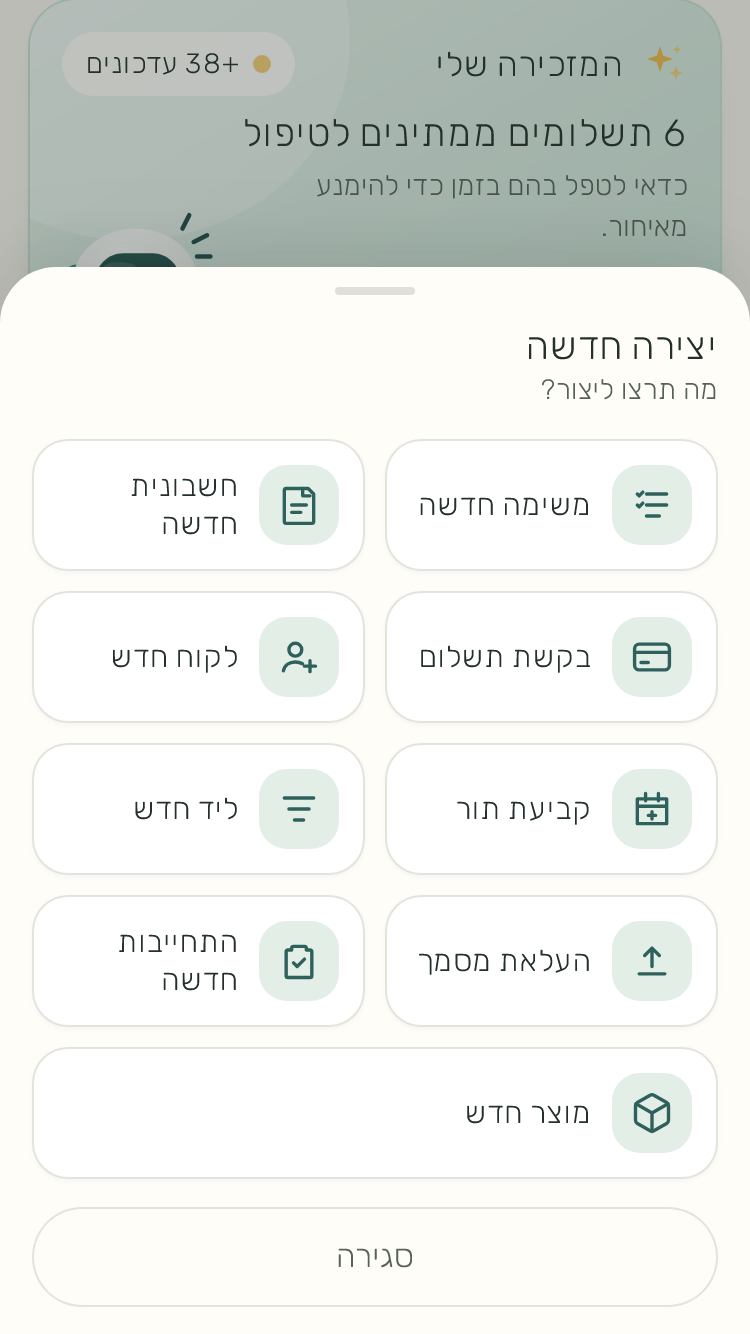 המזכירה שלי
38+ עדכונים
6 תשלומים ממתינים לטיפול
כדאי לטפל בהם בזמן כדי להימנע
מאיחור.
יצירה חדשה
מה תרצו ליצור?
משימה חדשה
חשבונית
חדשה
בקשת תשלום
לקוח חדש
קביעת תור
ליד חדש
העלאת מסמך
התחייבות
חדשה
מוצר חדש
סגירה